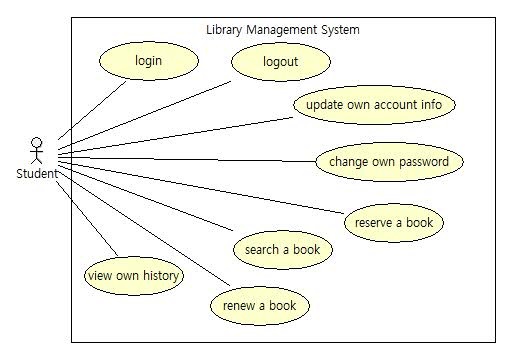 Library Management System
login
logout
update own account info
change own password
Student
reserve a book
search a book
view own history
renew a book